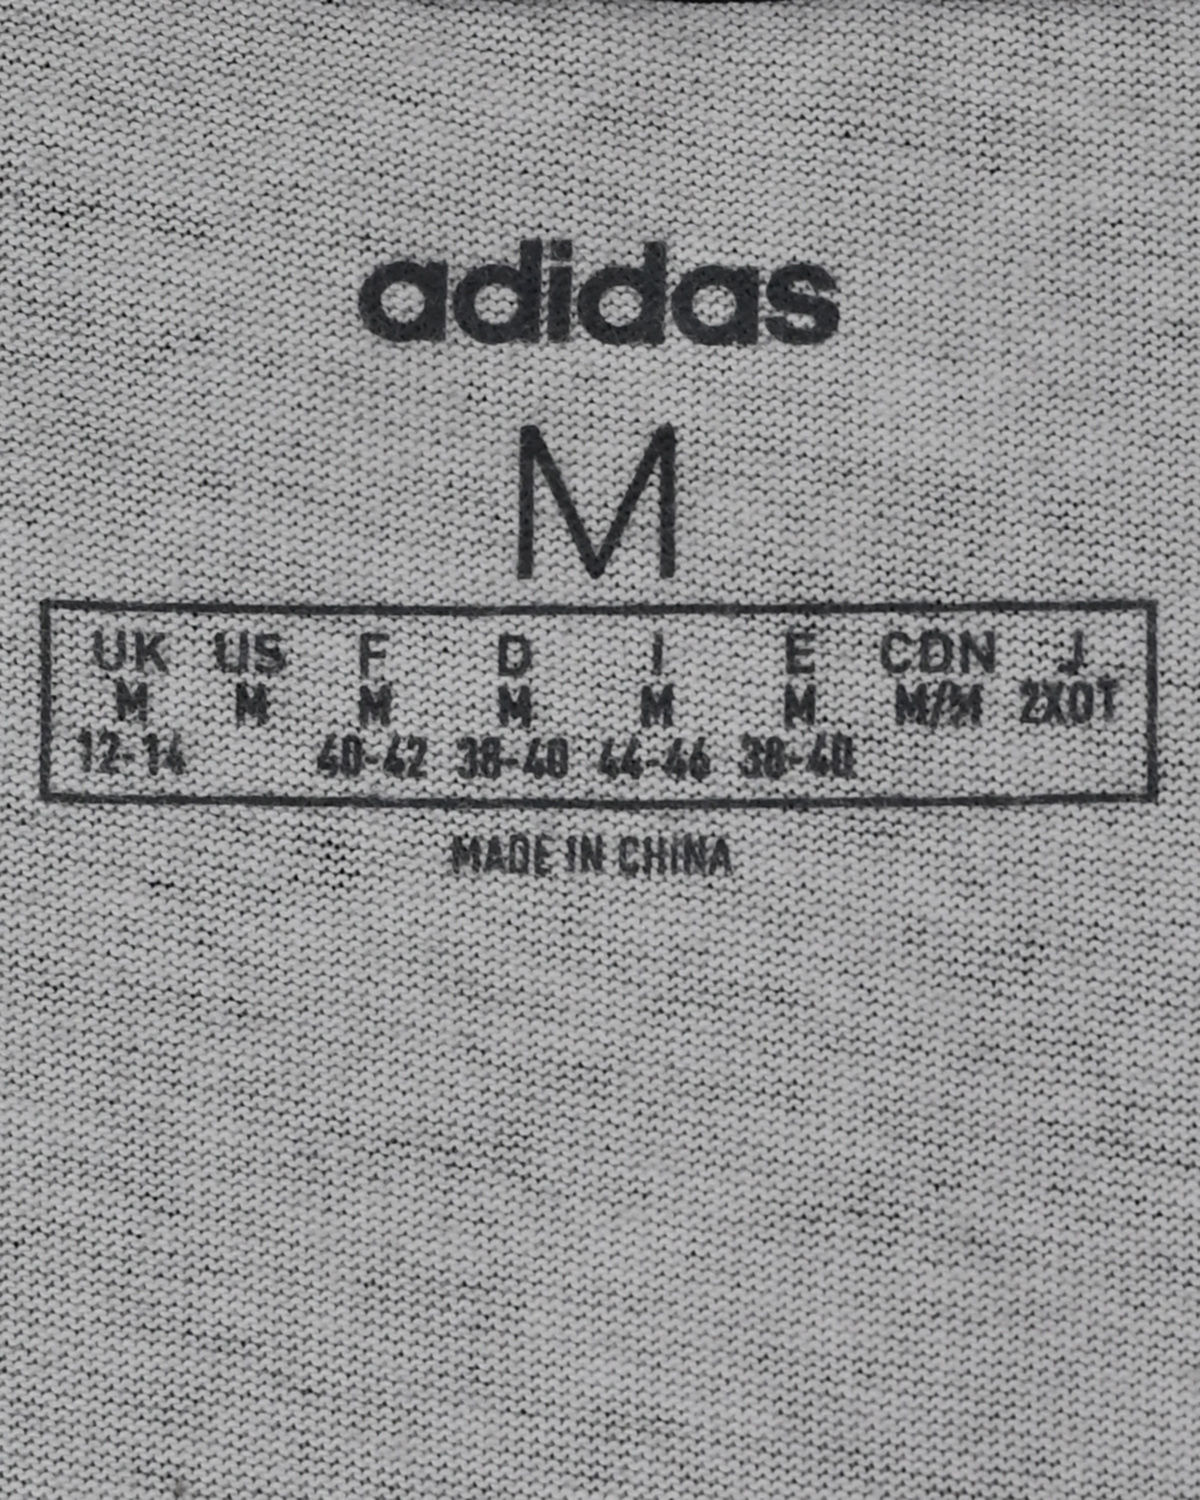 adidas
M
UK US F D I E CDN J
M M M M M M M/M 2XOT
12-14 40-42 38-40 44-46 38-40
MADE IN CHINA